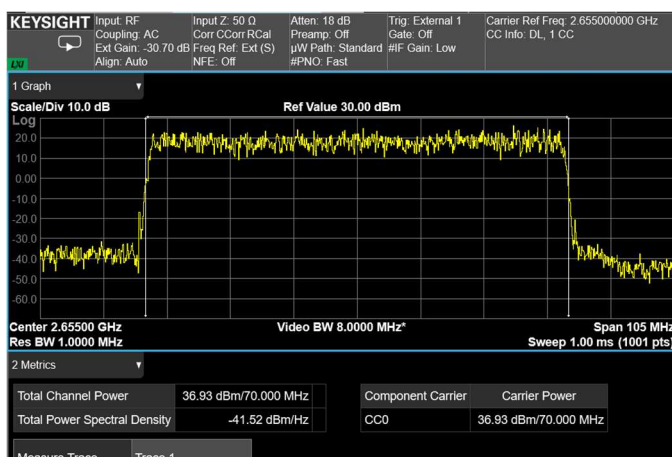 KEYSIGHT Input: RF Input Z: 50 Ω Atten: 18 dB Trig: External 1 Carrier Ref Freq: 2.655000000 GHz
Coupling: AC Corr CCorr RCal Preamp: Off Gate: Off CC Info: DL, 1 CC
Ext Gain: -30.70 dB Freq Ref: Ext (S) µW Path: Standard #IF Gain: Low
LXI Align: Auto NFE: Off #PNO: Fast
1 Graph
Scale/Div 10.0 dB Ref Value 30.00 dBm
Log
20.0
10.0
0.00
-10.0
-20.0
-30.0
-40.0
-50.0
-60.0
Center 2.65500 GHz Video BW 8.0000 MHz* Span 105 MHz
Res BW 1.0000 MHz Sweep 1.00 ms (1001 pts)
2 Metrics
Total Channel Power 36.93 dBm/70.000 MHz Component Carrier Carrier Power
Total Power Spectral Density -41.52 dBm/Hz CC0 36.93 dBm/70.000 MHz
Measure Trace Trace 1